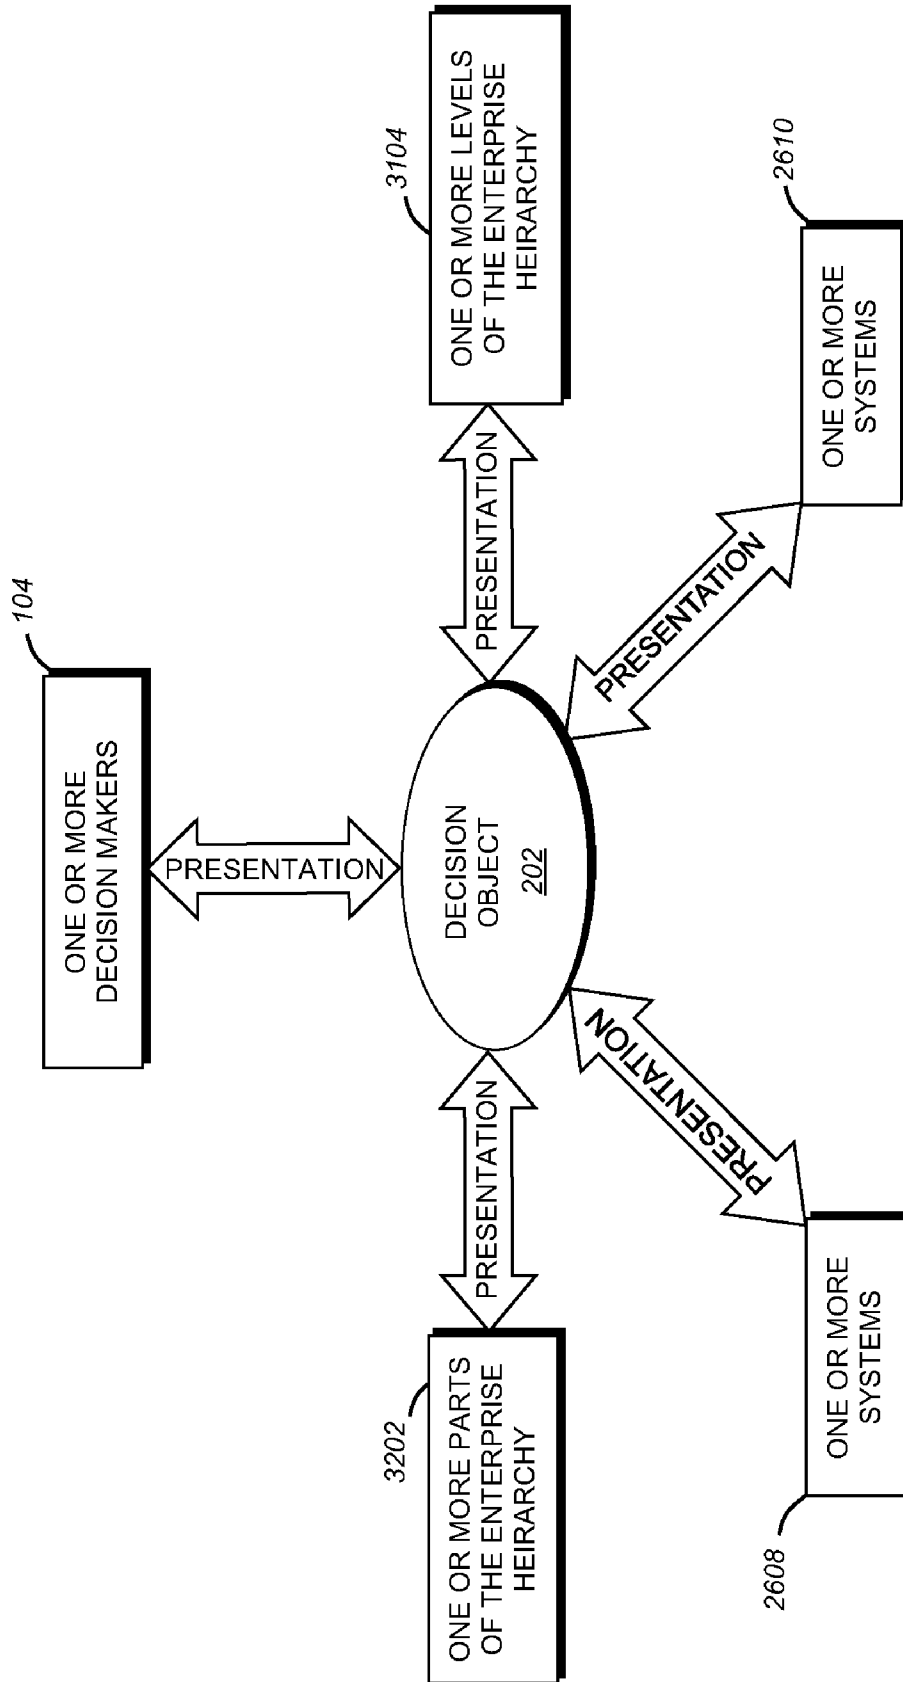 104
ONE OR MORE
DECISION MAKERS
PRESENTATION
3202
ONE OR MORE PARTS
OF THE ENTERPRISE
HEIRARCHY
PRESENTATION
DECISION
OBJECT
202
PRESENTATION
3104
ONE OR MORE LEVELS
OF THE ENTERPRISE
HEIRARCHY
PRESENTATION
PRESENTATION
2608
ONE OR MORE
SYSTEMS
2610
ONE OR MORE
SYSTEMS